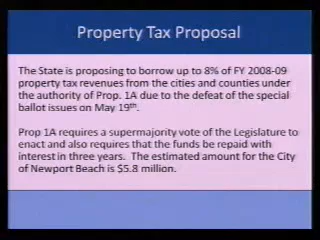 Property Tax Proposal
The State is proposing to borrow up to 8% of FY 2008-09
property tax revenues from the cities and counties under
the authority of Prop. 1A due to the defeat of the special
ballot issues on May 19th.
Prop 1A requires a supermajority vote of the Legislature to
enact and also requires that the funds be repaid with
interest in three years. The estimated amount for the City
of Newport Beach is $5.8 million.